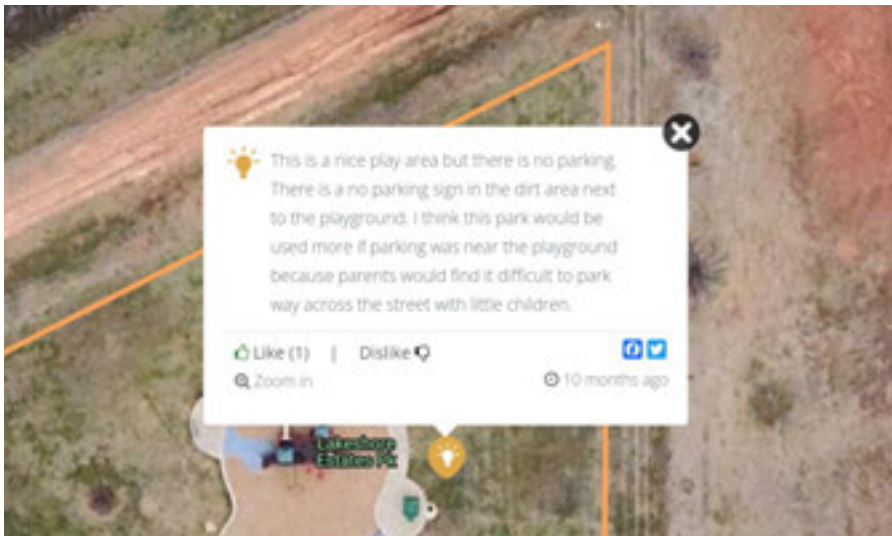 This is a nice play area but there is no parking.
There is a no parking sign in the dirt area next
to the playground. I think this park would be
used more if parking was near the playground
because parents would find it difficult to park
way across the street with little children.
Like (1) | Dislike
Zoom in
10 months ago
Lakeshore
Estates Pk